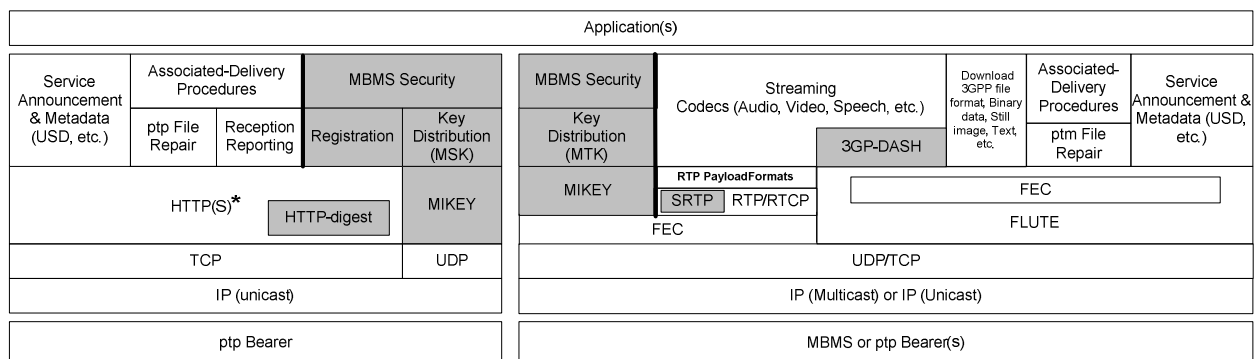 Application(s)
Service
Announcement
& Metadata
(USD, etc.)
Associated-Delivery
Procedures
ptp File
Repair
Reception
Reporting
MBMS Security
Registration
Key
Distribution
(MSK)
HTTP(S)*
HTTP-digest
MIKEY
TCP
UDP
IP (unicast)
ptp Bearer
MBMS Security
Key
Distribution
(MTK)
MIKEY
Streaming
Codecs (Audio, Video, Speech, etc.)
3GP-DASH
Download
3GPP file
format, Binary
data, Still
image, Text,
etc.
Associated-
Delivery
Procedures
ptm File
Repair
Service
Announcement &
Metadata (USD,
etc.)
RTP PayloadFormats
SRTP
RTP/RTCP
FEC
FEC
FLUTE
UDP/TCP
IP (Multicast) or IP (Unicast)
MBMS or ptp Bearer(s)